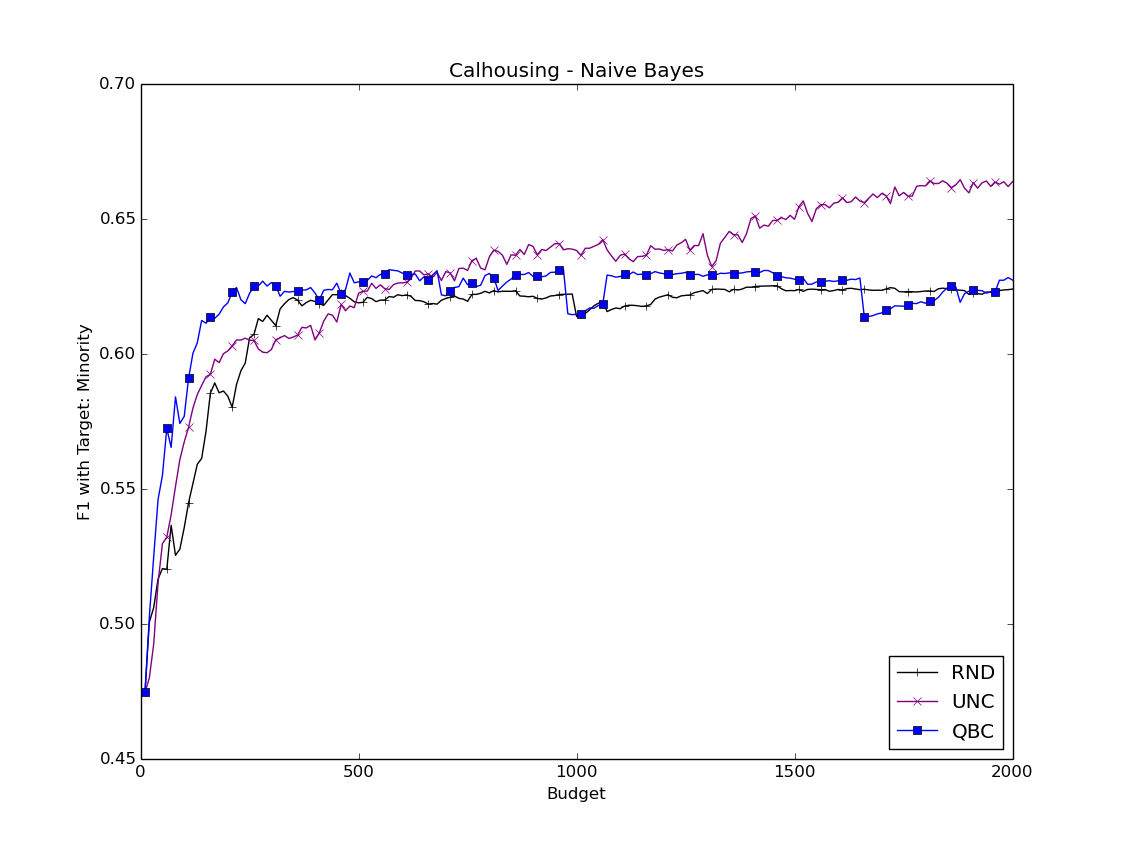 Calhousing - Naive Bayes
0.70
0.65
0.60
0.55
0.50
0.45
F1 with Target: Minority
0 500 1000 1500 2000
Budget
RND
UNC
QBC